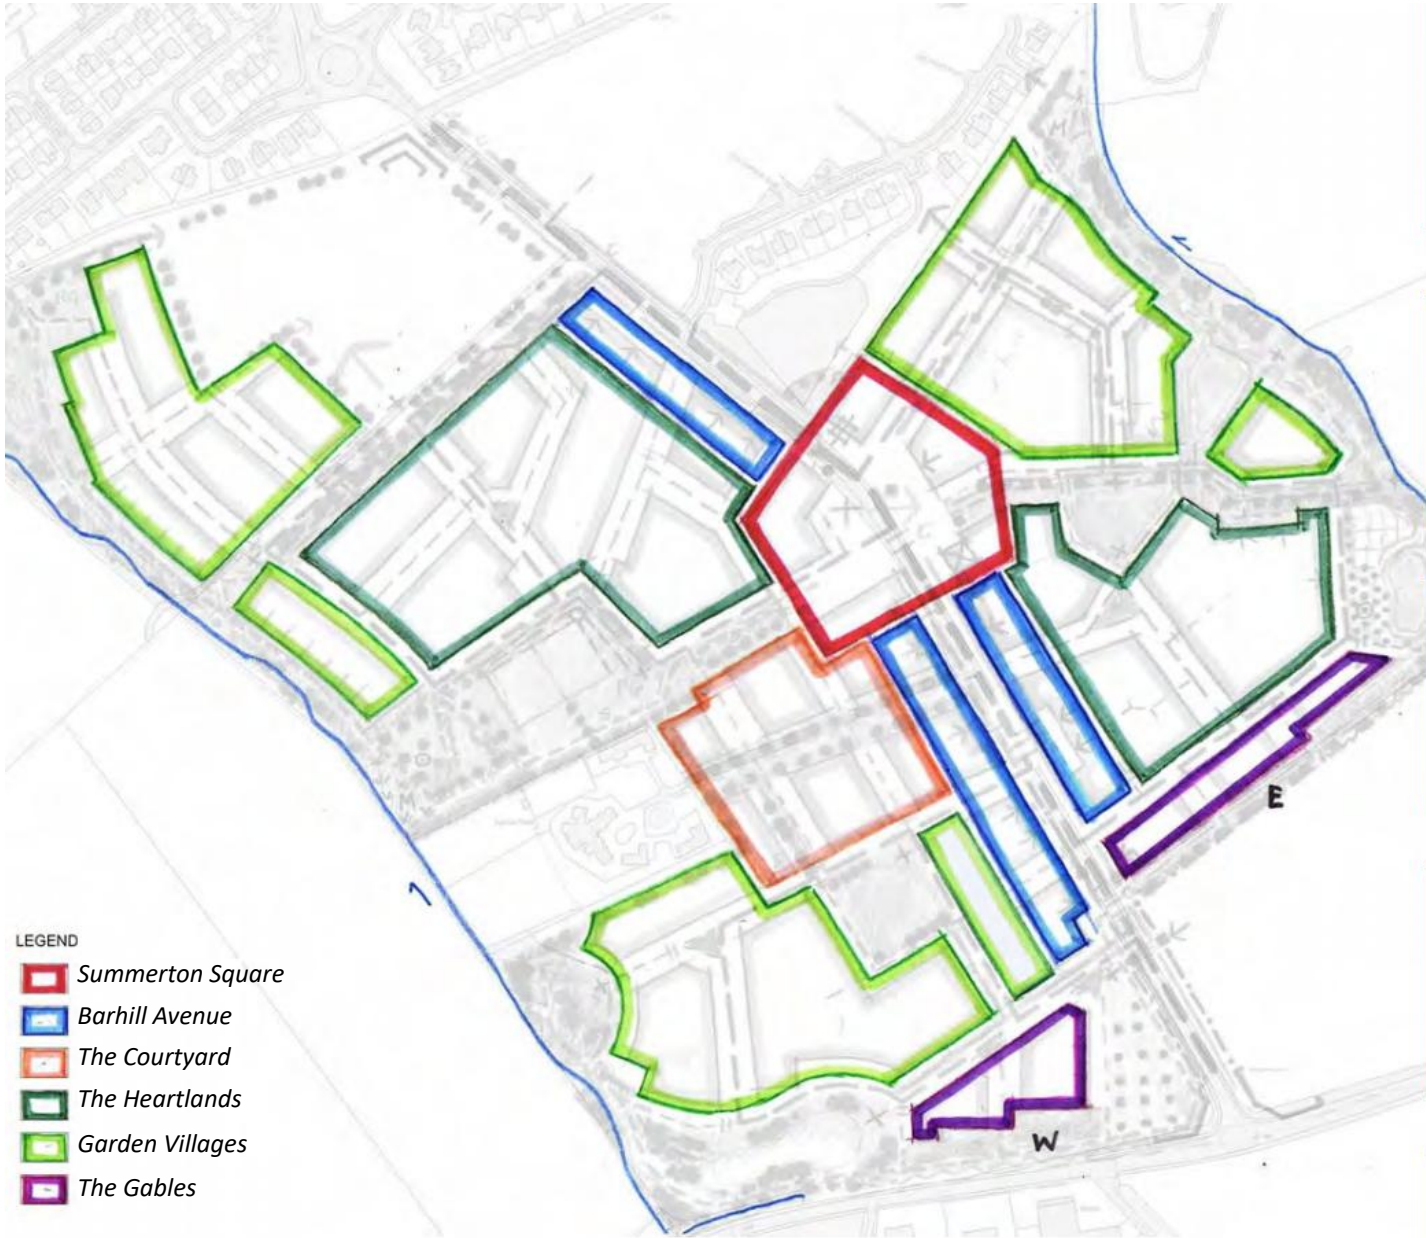 E
W
LEGEND
Summerton Square
Barhill Avenue
The Courtyard
The Heartlands
Garden Villages
The Gables